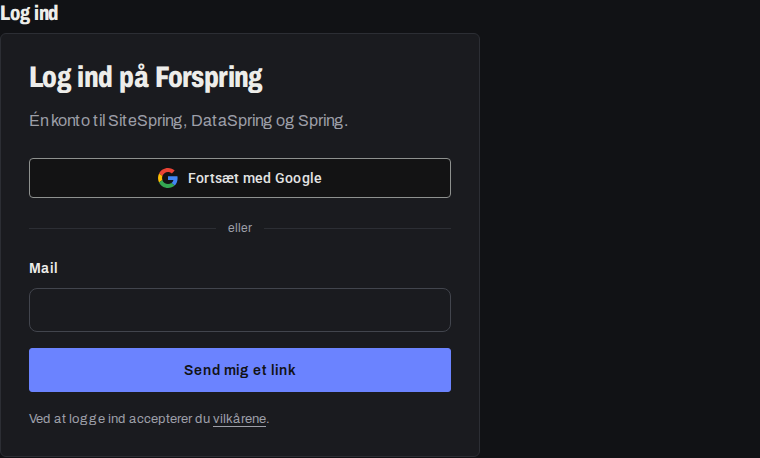 Log ind
Log ind på Forspring
Én konto til SiteSpring, DataSpring og Spring.
Fortsæt med Google
eller
Mail
Send mig et link
Ved at logge ind accepterer du vilkårene.